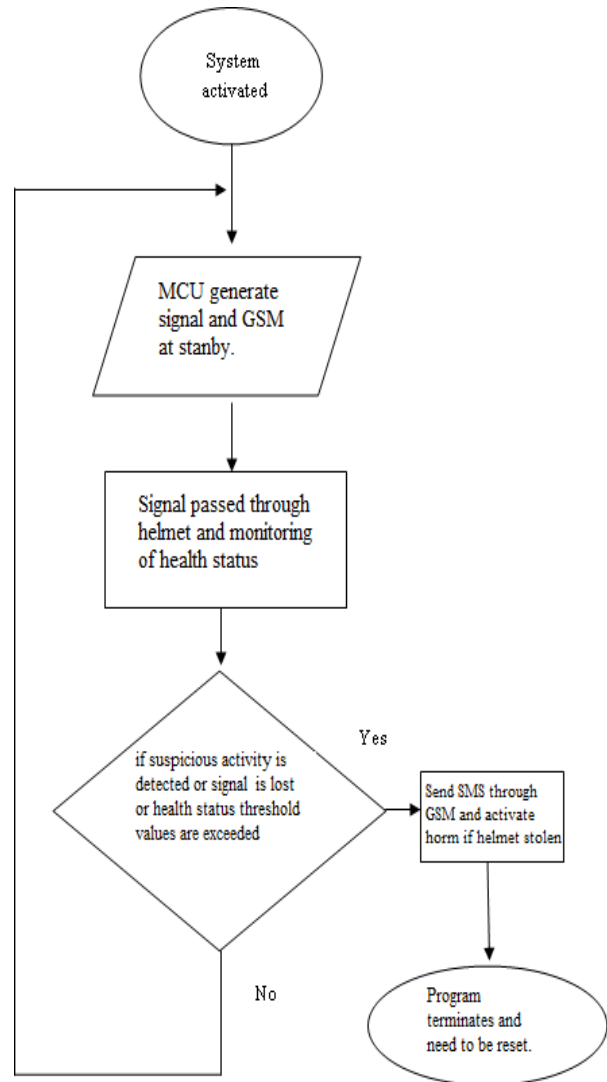 System
activated
MCU generate
signal and GSM
at stanby.
Signal passed through
helmet and monitoring
of health status
if suspicious activity is
detected or signal is lost
or health status threshold
values are exceeded
Yes
Send SMS through
GSM and activate
horm if helmet stolen
No
Program
terminates and
need to be reset.